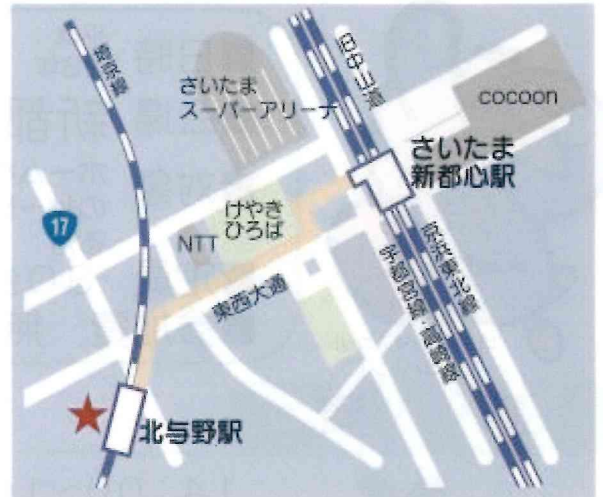 埼京線
旧中山道
さいたま
スーパーアリーナ
cocoon
さいたま
新都心駅
17
けやき
ひろば
NTT
東西大通
京浜東北線
宇都宮線・高崎線
北与野駅